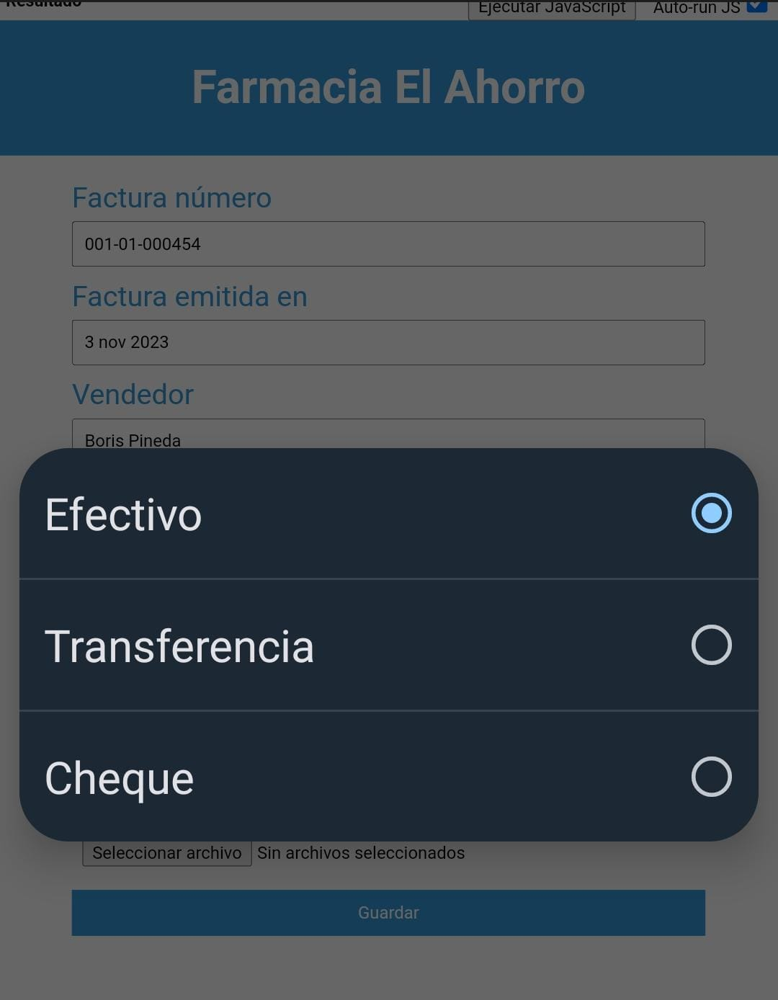 Resultado
Ejecutar JavaScript
Auto-run JS
Farmacia El Ahorro
Factura número
001-01-000454
Factura emitida en
3 nov 2023
Vendedor
Boris Pineda
Efectivo
Transferencia
Cheque
Seleccionar archivo Sin archivos seleccionados
Guardar